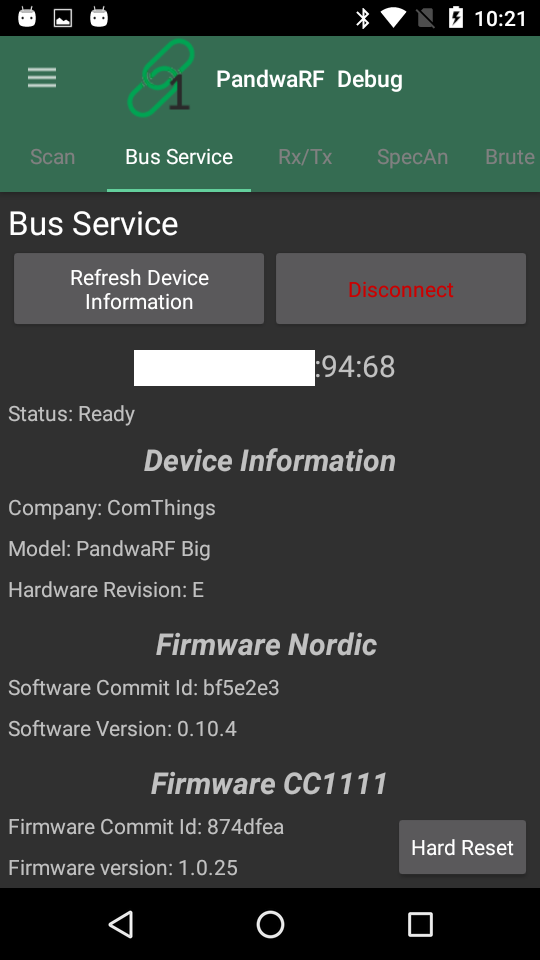 10:21
1
PandwaRF Debug
Scan Bus Service Rx/Tx SpecAn Brute
Bus Service
Refresh Device
Information
Disconnect
:94:68
Status: Ready
Device Information
Company: ComThings
Model: PandwaRF Big
Hardware Revision: E
Firmware Nordic
Software Commit Id: bf5e2e3
Software Version: 0.10.4
Firmware CC1111
Firmware Commit Id: 874dfea
Hard Reset
Firmware version: 1.0.25